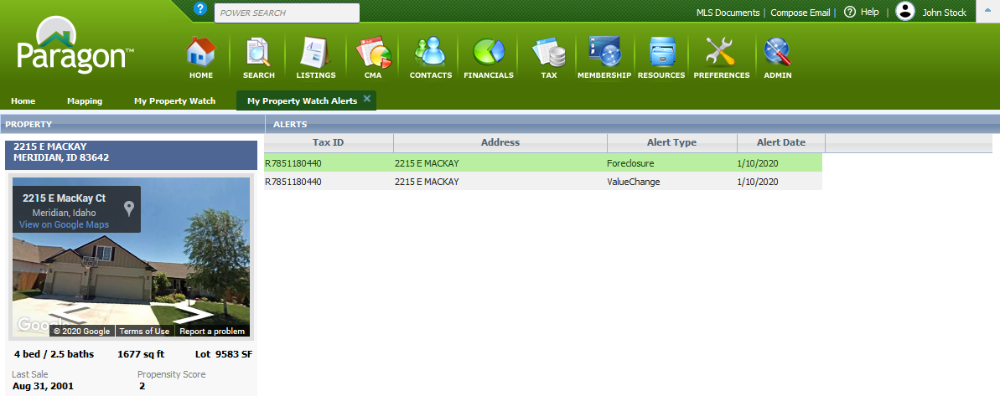 POWER SEARCH
MLS Documents | Compose Email | Help | John Stock
Paragon™
HOME SEARCH LISTINGS CMA CONTACTS FINANCIALS TAX MEMBERSHIP RESOURCES PREFERENCES ADMIN
Home Mapping My Property Watch My Property Watch Alerts
PROPERTY
2215 E MACKAY
MERIDIAN, ID 83642
2215 E MacKay Ct
Meridian, Idaho
View on Google Maps
Google
© 2020 Google Terms of Use Report a problem
4 bed / 2.5 baths 1677 sq ft Lot 9583 SF
Last Sale Propensity Score
Aug 31, 2001 2
ALERTS
Tax ID Address Alert Type Alert Date
R7851180440 2215 E MACKAY Foreclosure 1/10/2020
R7851180440 2215 E MACKAY ValueChange 1/10/2020